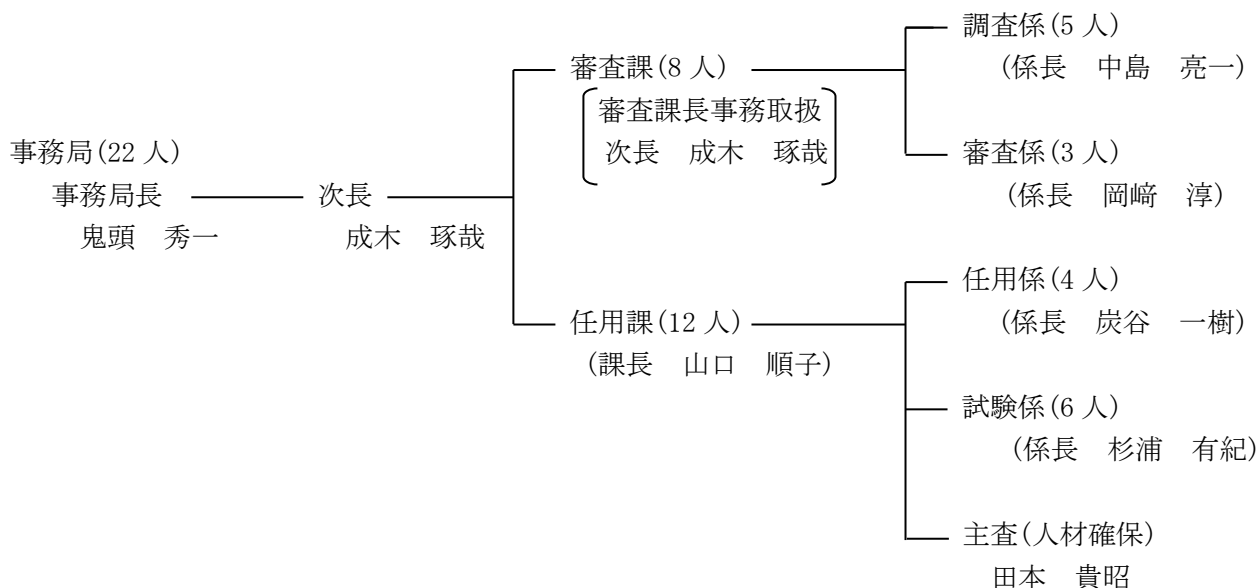 事務局(22 人)
事務局長
鬼頭 秀一
次長
成木 琢哉
審査課(8 人)
審査課長事務取扱
次長 成木 琢哉
調査係(5 人)
(係長 中島 亮一)
審査係(3 人)
(係長 岡﨑 淳)
任用課(12 人)
(課長 山口 順子)
任用係(4 人)
(係長 炭谷 一樹)
試験係(6 人)
(係長 杉浦 有紀)
主査(人材確保)
田本 貴昭